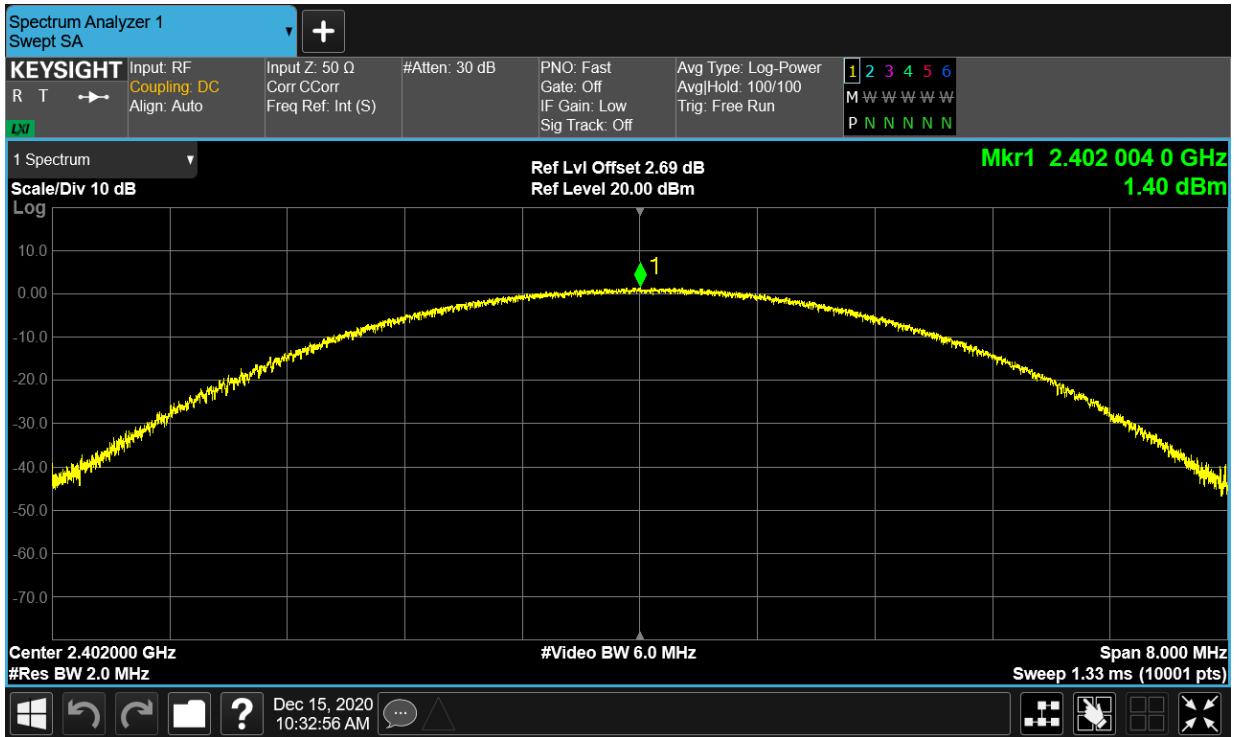 Spectrum Analyzer 1
Swept SA
KEYSIGHT
R T
LXI
Input: RF
Coupling: DC
Align: Auto
Input Z: 50 Ω
Corr CCorr
Freq Ref: Int (S)
#Atten: 30 dB
PNO: Fast
Gate: Off
IF Gain: Low
Sig Track: Off
Avg Type: Log-Power
Avg|Hold: 100/100
Trig: Free Run
1 2 3 4 5 6
M W W W W W
P N N N N N
1 Spectrum
Scale/Div 10 dB
Log
Ref Lvl Offset 2.69 dB
Ref Level 20.00 dBm
Mkr1 2.402 004 0 GHz
1.40 dBm
1
10.0
0.00
-10.0
-20.0
-30.0
-40.0
-50.0
-60.0
-70.0
Center 2.402000 GHz
#Res BW 2.0 MHz
#Video BW 6.0 MHz
Span 8.000 MHz
Sweep 1.33 ms (10001 pts)
?
Dec 15, 2020
10:32:56 AM